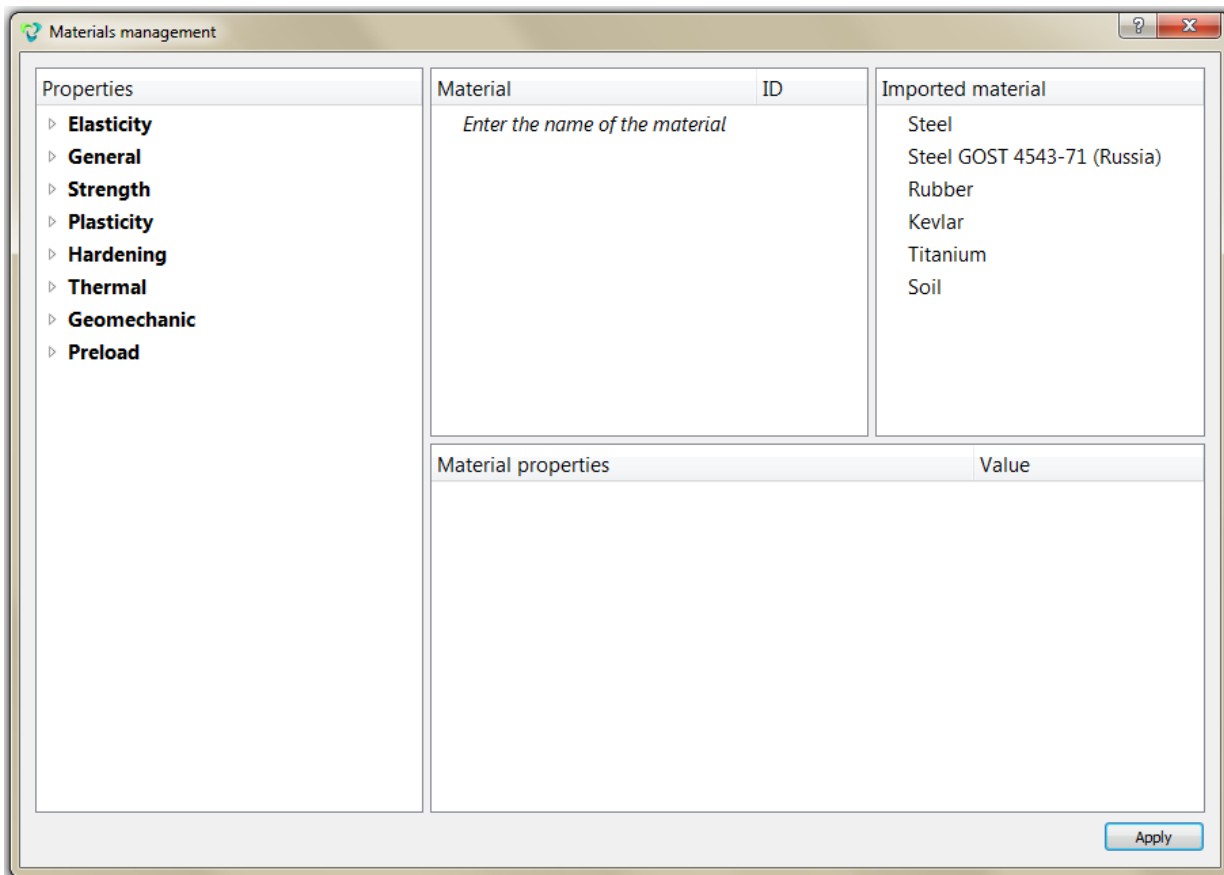 Materials management
?
X
Properties
Elasticity
General
Strength
Plasticity
Hardening
Thermal
Geomechanic
Preload
Material ID
Enter the name of the material
Imported material
Steel
Steel GOST 4543-71 (Russia)
Rubber
Kevlar
Titanium
Soil
Material properties Value
Apply